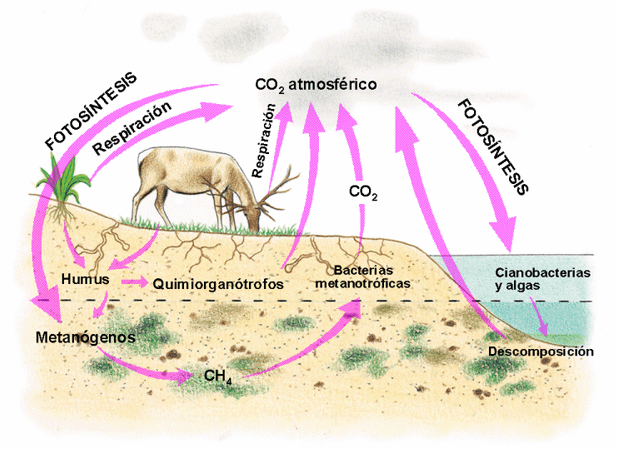 CO₂ atmosférico
FOTOSÍNTESIS
Respiración
Respiración
FOTOSÍNTESIS
CO₂
Humus
Quimiorganótrofos
Bacterias
metanotróficas
Cianobacterias
y algas
Metanógenos
CH₄
Descomposición